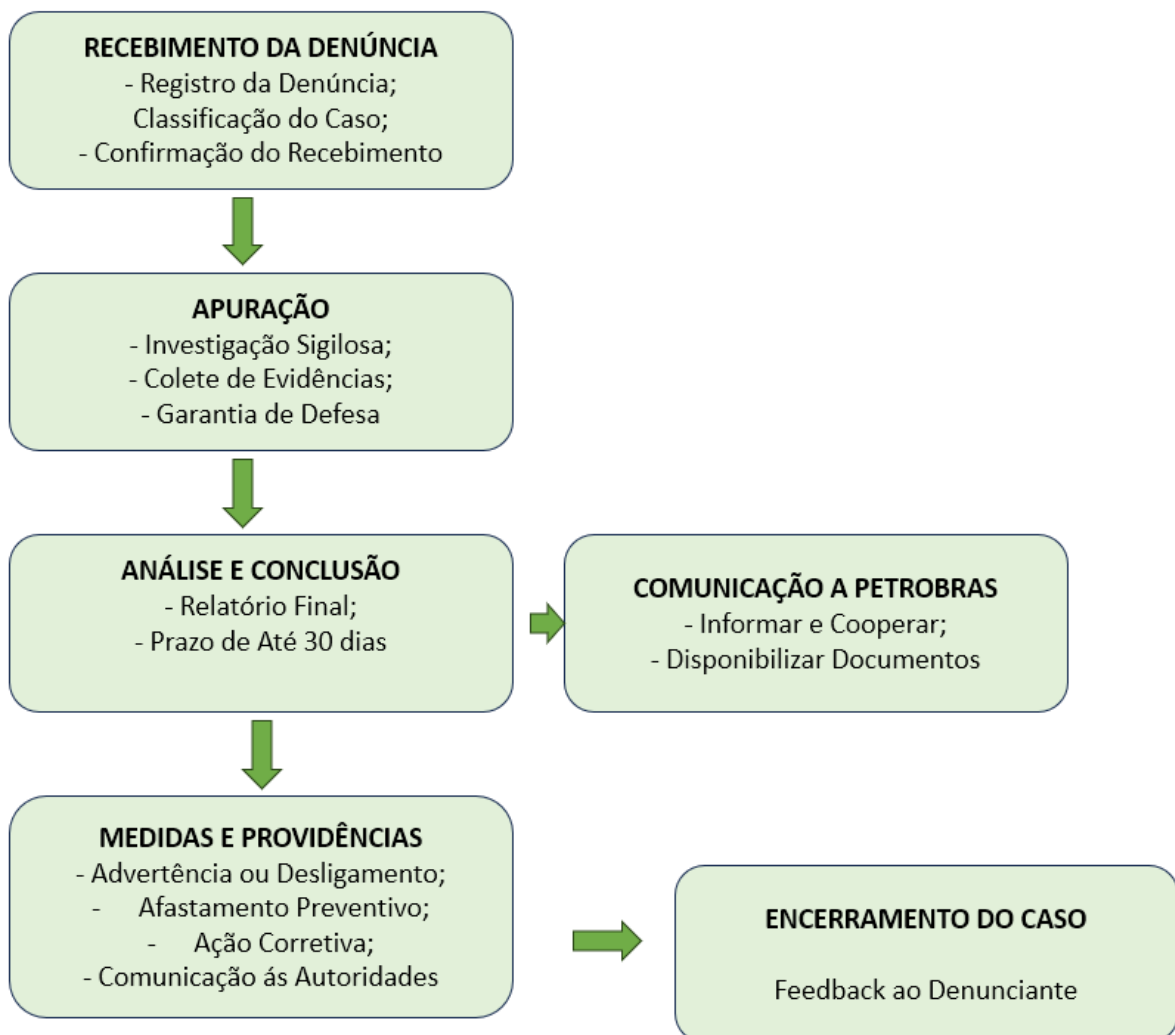 RECEBIMENTO DA DENÚNCIA
- Registro da Denúncia;
Classificação do Caso;
- Confirmação do Recebimento
APURAÇÃO
- Investigação Sigilosa;
- Colete de Evidências;
- Garantia de Defesa
ANÁLISE E CONCLUSÃO
- Relatório Final;
- Prazo de Até 30 dias
COMUNICAÇÃO A PETROBRAS
- Informar e Cooperar;
- Disponibilizar Documentos
MEDIDAS E PROVIDÊNCIAS
- Advertência ou Desligamento;
- Afastamento Preventivo;
- Ação Corretiva;
- Comunicação ás Autoridades
ENCERRAMENTO DO CASO
Feedback ao Denunciante